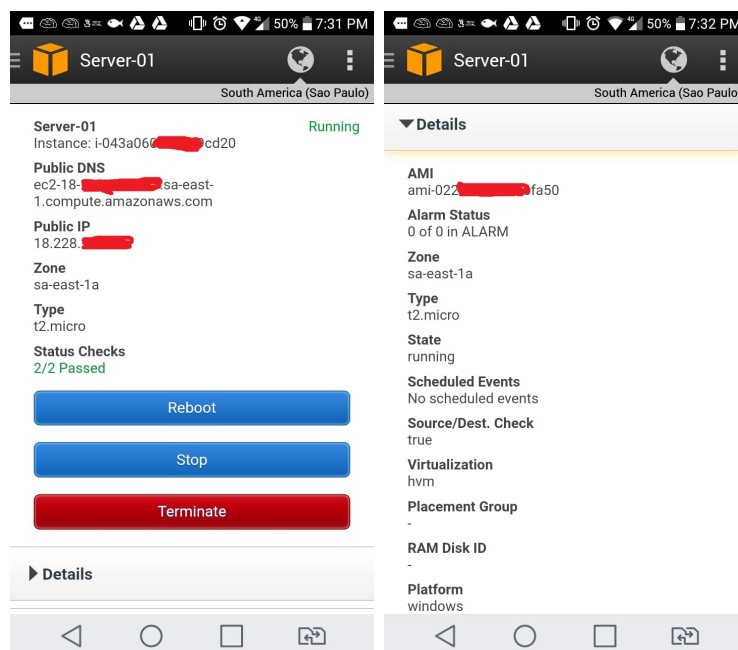 50% 7:31 PM
Server-01
South America (Sao Paulo)
Server-01 Running
Instance: i-043a060 cd20
Public DNS
ec2-18- .sa-east-
1.compute.amazonaws.com
Public IP
18.228.
Zone
sa-east-1a
Type
t2.micro
Status Checks
2/2 Passed
Reboot
Stop
Terminate
Details
50% 7:32 PM
Server-01
South America (Sao Paulo
Details
AMI
ami-022 fa50
Alarm Status
0 of 0 in ALARM
Zone
sa-east-1a
Type
t2.micro
State
running
Scheduled Events
No scheduled events
Source/Dest. Check
true
Virtualization
hvm
Placement Group
-
RAM Disk ID
-
Platform
windows